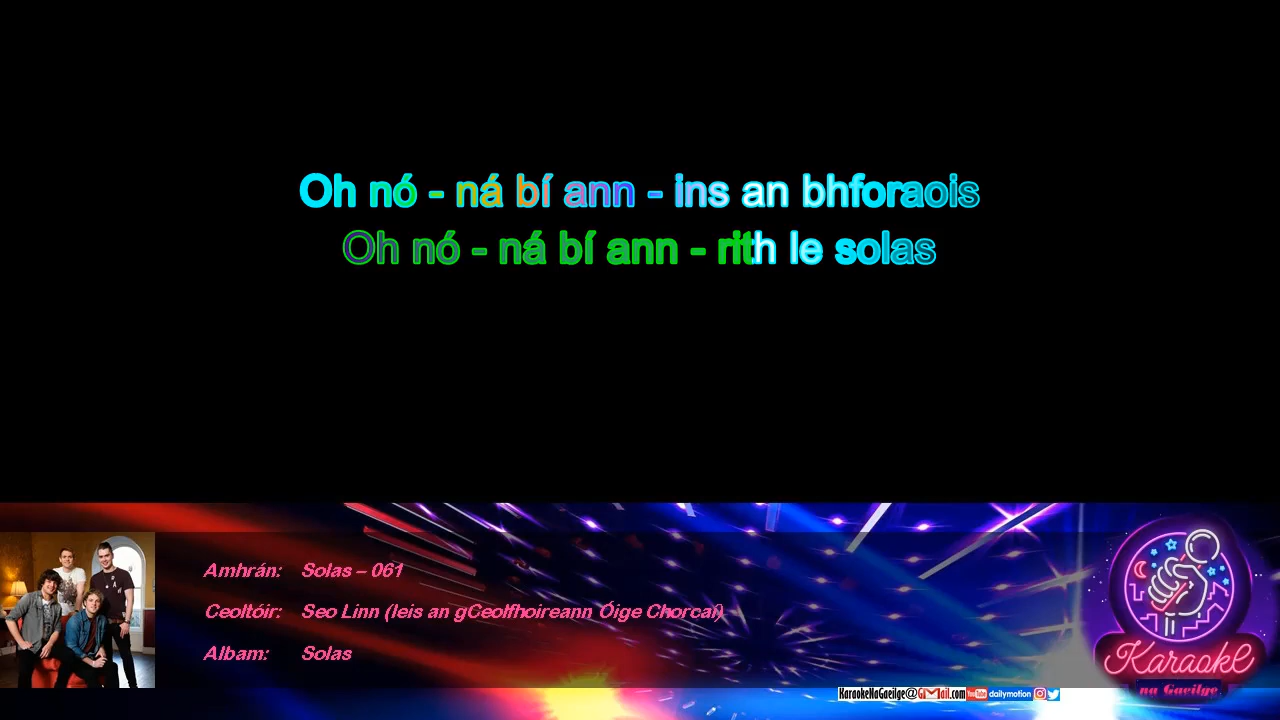 Oh nó - ná bí ann - ins an bhforaois
Oh nó - ná bí ann - rith le solas
Amhrán: Solas – 061
Ceoltóir: Seo Linn (leis an gCeolfhoireann Óige Chorcaí)
Albam: Solas
Karaoke
na Gaeilge
KaraokeNaGaeilge@GMail.com YouTube dailymotion